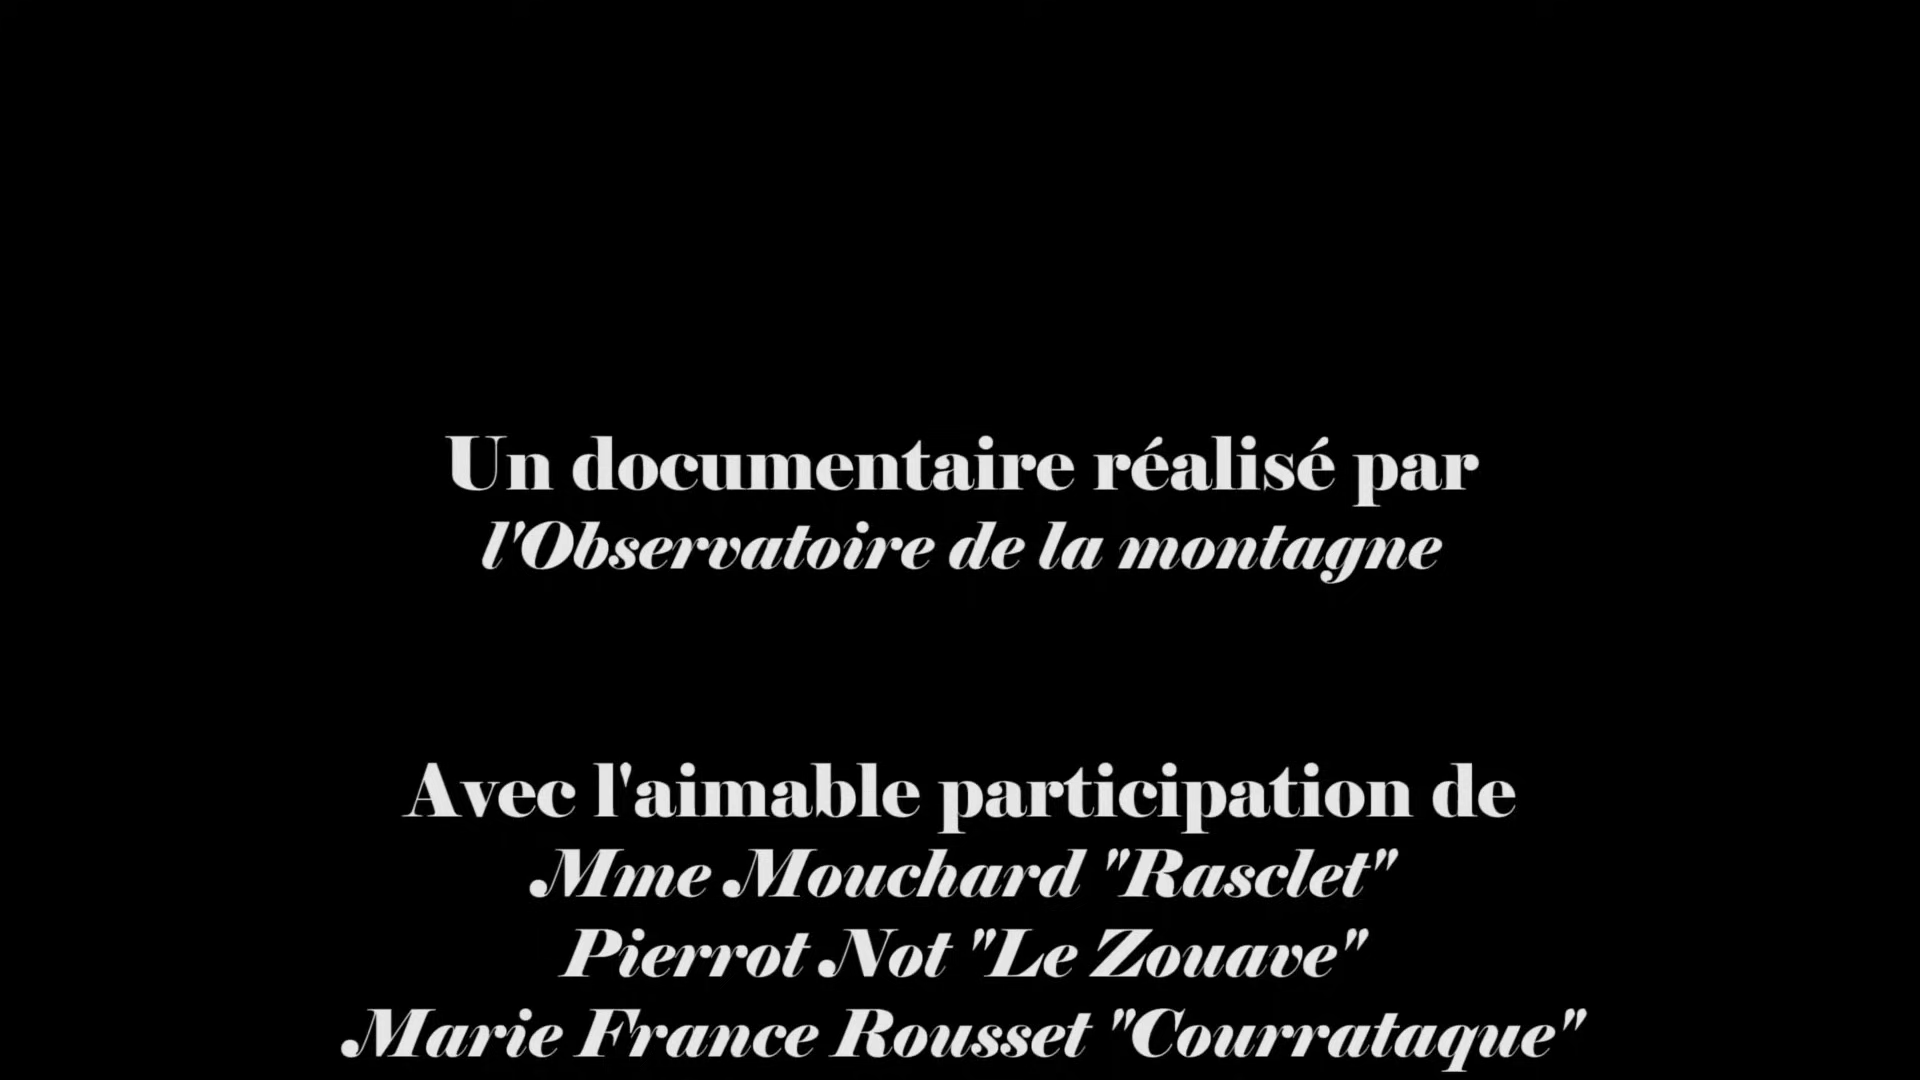 Un documentaire réalisé par
l'Observatoire de la montagne
Avec l'aimable participation de
Mme Mouchard "Rasclet"
Pierrot Not "Le Zouave"
Marie France Rousset "Courrataque"